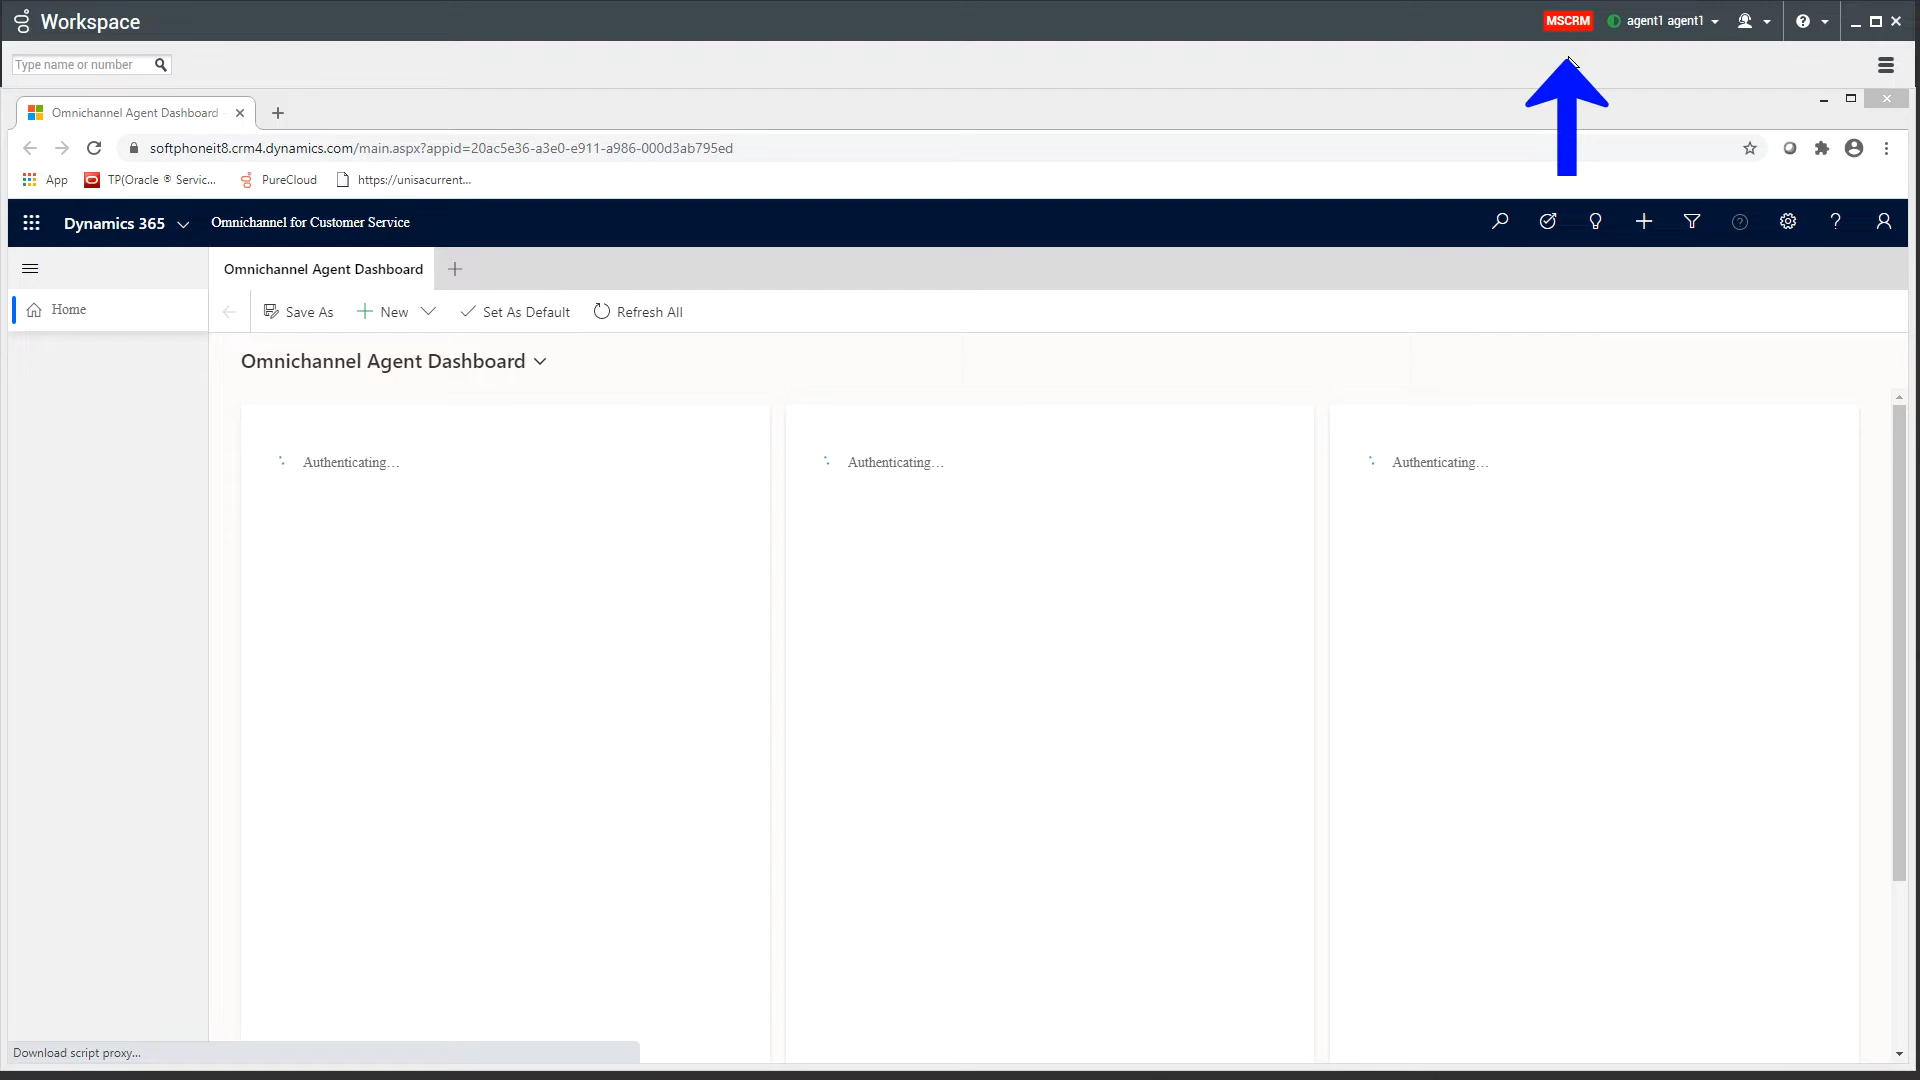 Workspace
MSCRM
agent1 agent1
Type name or number
Omnichannel Agent Dashboard
softphoneit8.crm4.dynamics.com/main.aspx?appid=20ac5e36-a3e0-e911-a986-000d3ab795ed
App
TP(Oracle ® Servic...
PureCloud
https://unisacurrent...
Dynamics 365
Omnichannel for Customer Service
Omnichannel Agent Dashboard
Home
Save As
New
Set As Default
Refresh All
Omnichannel Agent Dashboard
Authenticating...
Authenticating...
Authenticating...
Download script proxy...